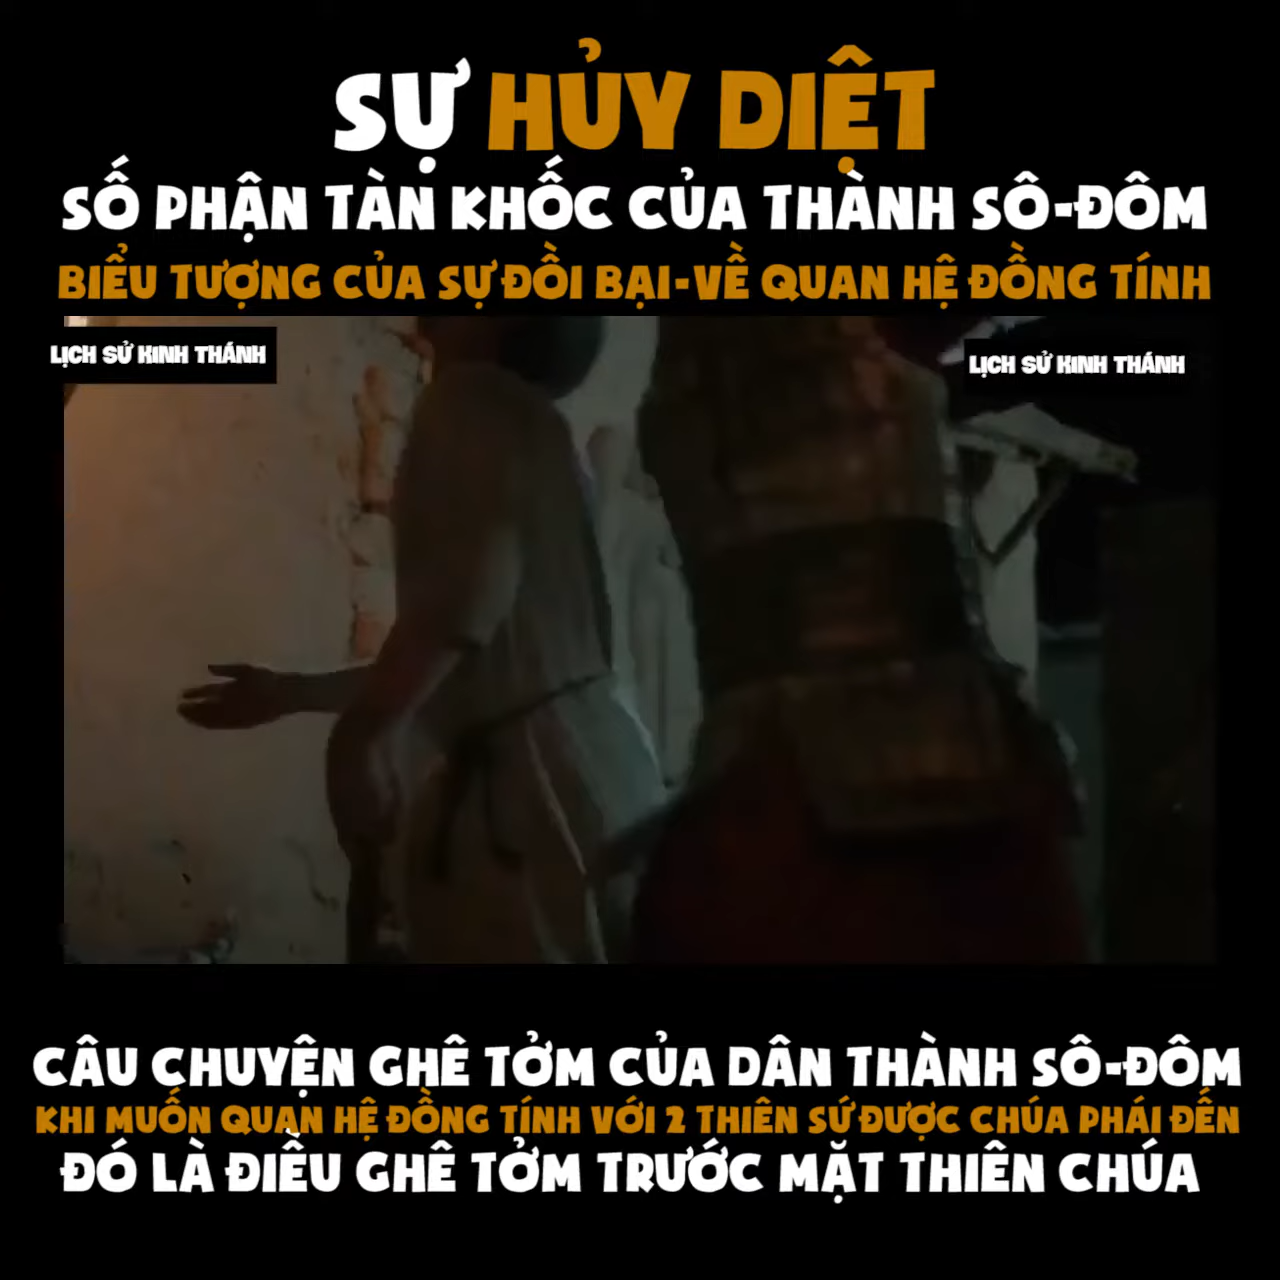 SỰ HỦY DIỆT
SỐ PHẬN TÀN KHỐC CỦA THÀNH SÔ-ĐÔM
BIỂU TƯỢNG CỦA SỰ ĐỒI BẠI-VỀ QUAN HỆ ĐỒNG TÍNH
LỊCH SỬ KINH THÁNH
LỊCH SỬ KINH THÁNH
CÂU CHUYỆN GHÊ TỞM CỦA DÂN THÀNH SÔ-ĐÔM
KHI MUỐN QUAN HỆ ĐỒNG TÍNH VỚI 2 THIÊN SỨ ĐƯỢC CHÚA PHÁI ĐẾN
ĐÓ LÀ ĐIỀU GHÊ TỞM TRƯỚC MẶT THIÊN CHÚA